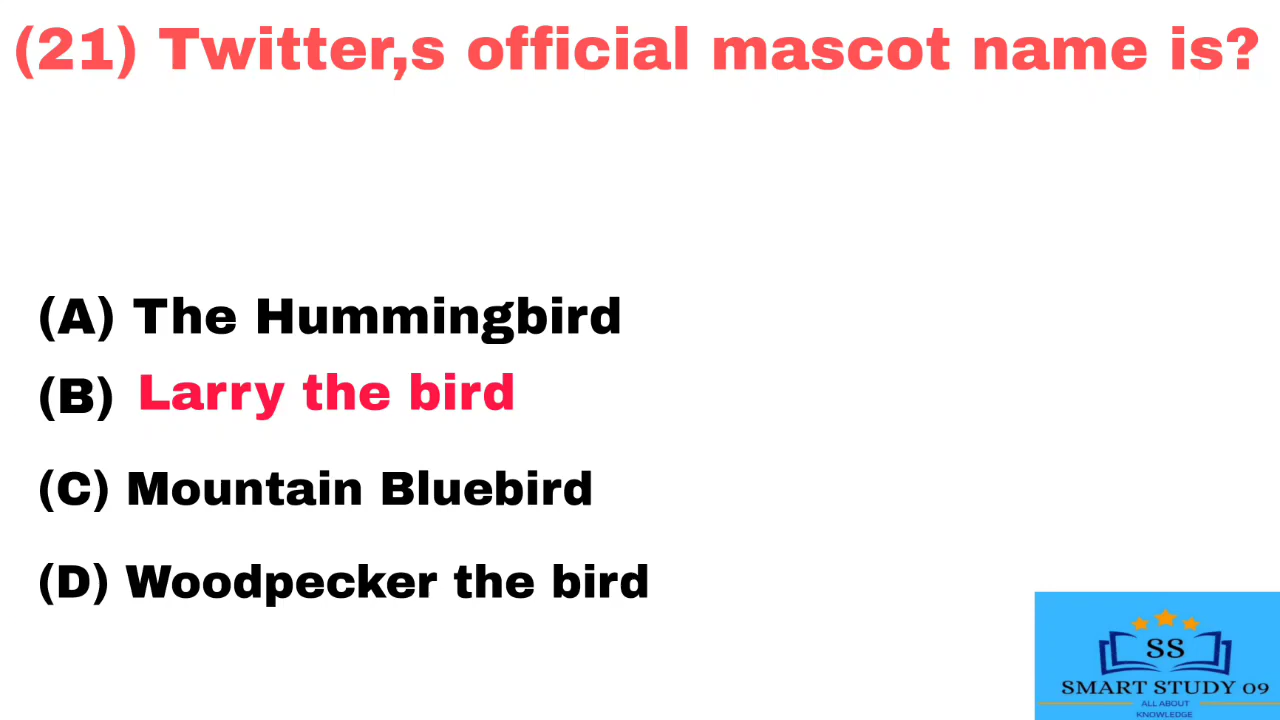 (21) Twitter,s official mascot name is?
(A) The Hummingbird
(B) Larry the bird
(C) Mountain Bluebird
(D) Woodpecker the bird
SS
SMART STUDY 09
ALL ABOUT
KNOWLEDGE